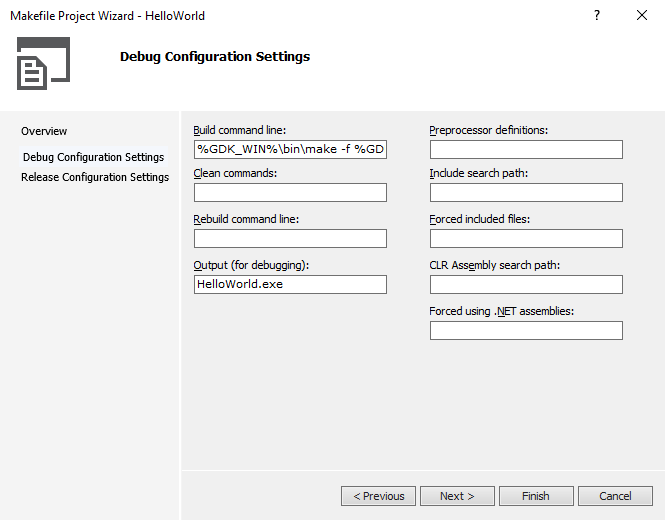 Makefile Project Wizard - HelloWorld
?
Debug Configuration Settings
Overview
Debug Configuration Settings
Release Configuration Settings
Build command line:
%GDK_WIN%\bin\make -f %GD
Clean commands:
Rebuild command line:
Output (for debugging):
HelloWorld.exe
Preprocessor definitions:
Include search path:
Forced included files:
CLR Assembly search path:
Forced using .NET assemblies:
< Previous
Next >
Finish
Cancel